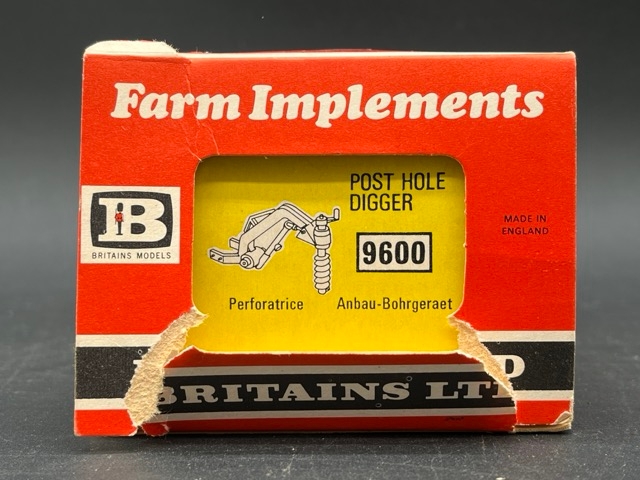 Farm Implements
POST HOLE
DIGGER
9600
B
BRITAINS MODELS
MADE IN
ENGLAND
Perforatrice
Anbau-Bohrgeraet
D
BRITAINS LTD